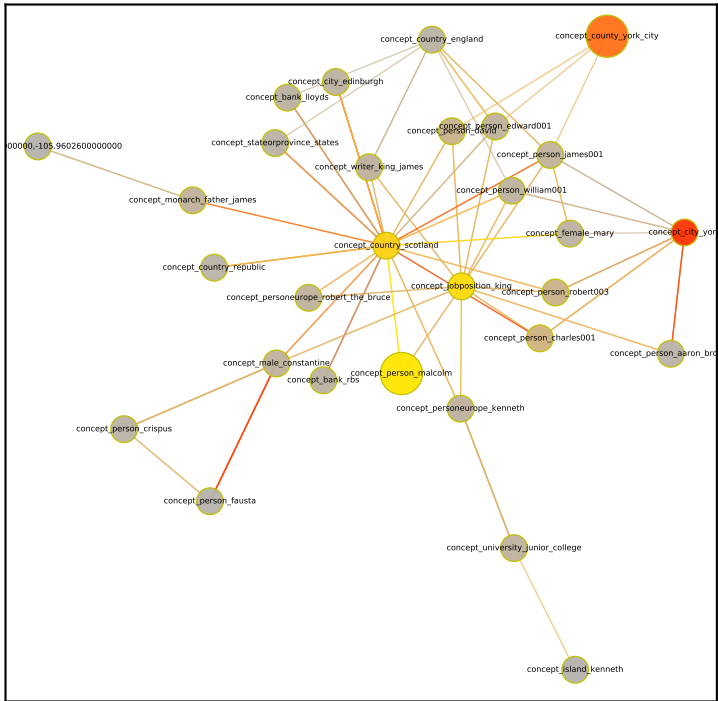 concept_county_york_city
concept_country_england
concept_city_edinburgh
concept_bank_lloyds
concept_person_david
concept_person_edward001
concept_stateorprovince_states
00000,-105.9602600000000
concept_person_james001
concept_writer_king_james
concept_person_william001
concept_monarch_father_james
concept_female_mary
concept_city_yor
concept_country_scotland
concept_country_republic
concept_jobposition_king
concept_person_robert003
concept_personeurope_robert_the_bruce
concept_person_charles001
concept_person_aaron_bro
concept_male_constantine
concept_person_malcolm
concept_bank_rbs
concept_personeurope_kenneth
concept_person_crispus
concept_person_fausta
concept_university_junior_college
concept_island_kenneth